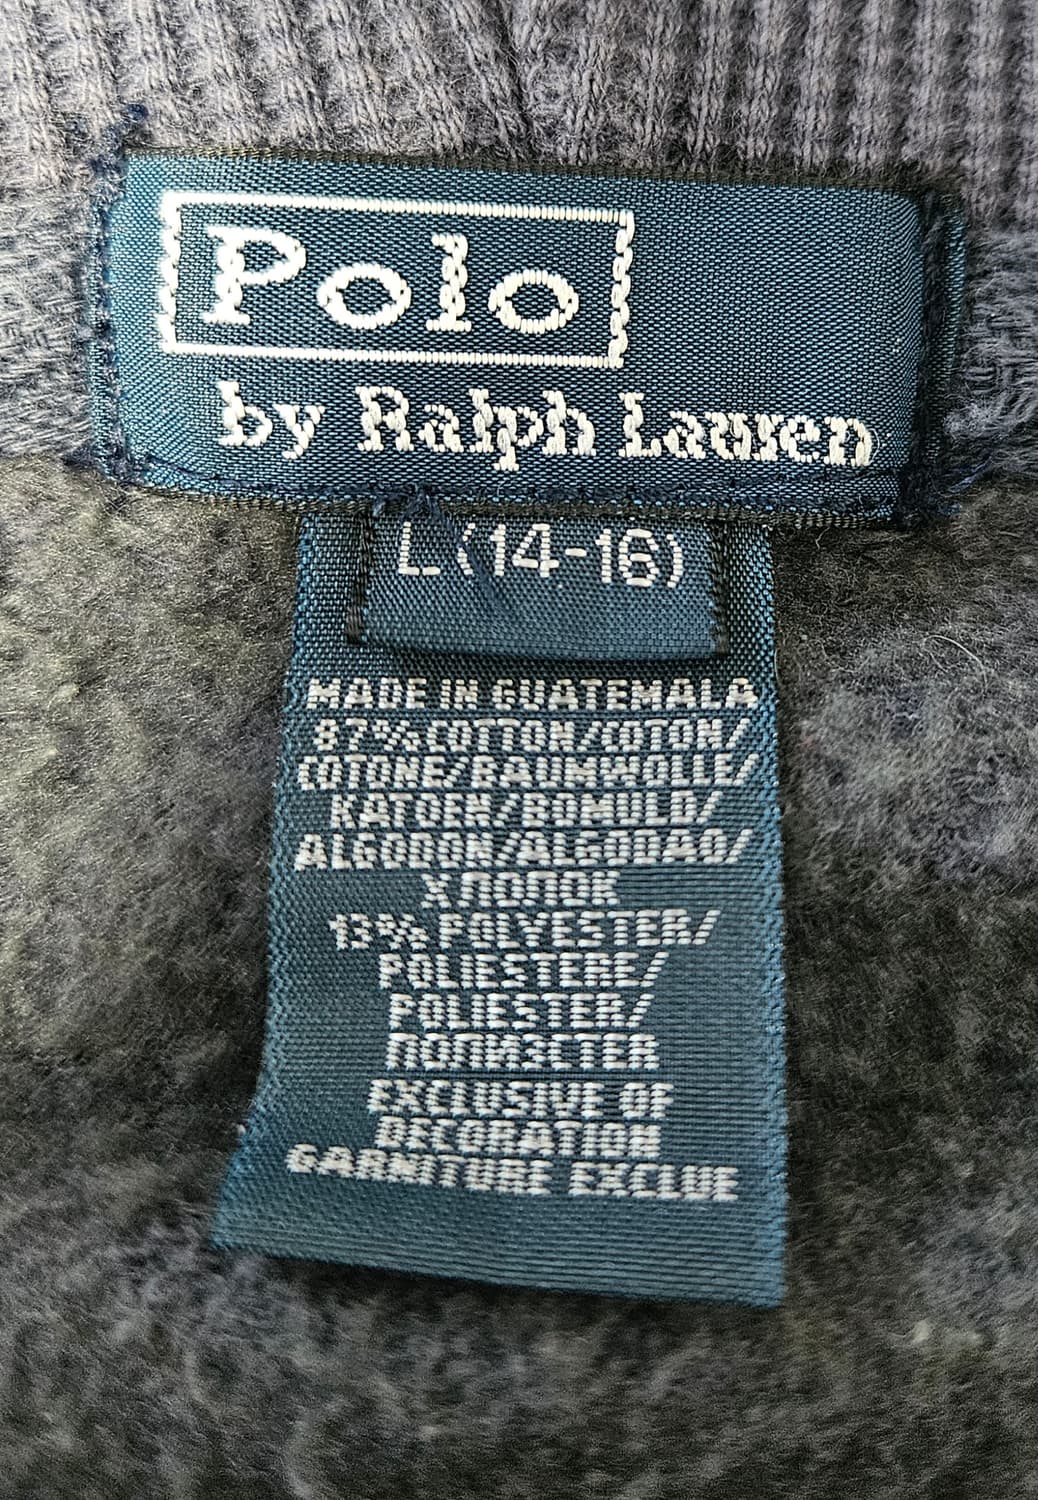 Polo
by Ralph Lauren
L (14-16)
MADE IN GUATEMALA
87% COTTON/COTON/
COTONE/BAUMWOLLE/
KATOEN/BOMULD/
ALGODON/ALGODAO/
ХЛОПОК
13% POLYESTER/
POLIESTERE/
POLIESTER/
ПОЛИЭСТЕR
EXCLUSIVE OF
DECORATION
GARNITURE EXCLUE